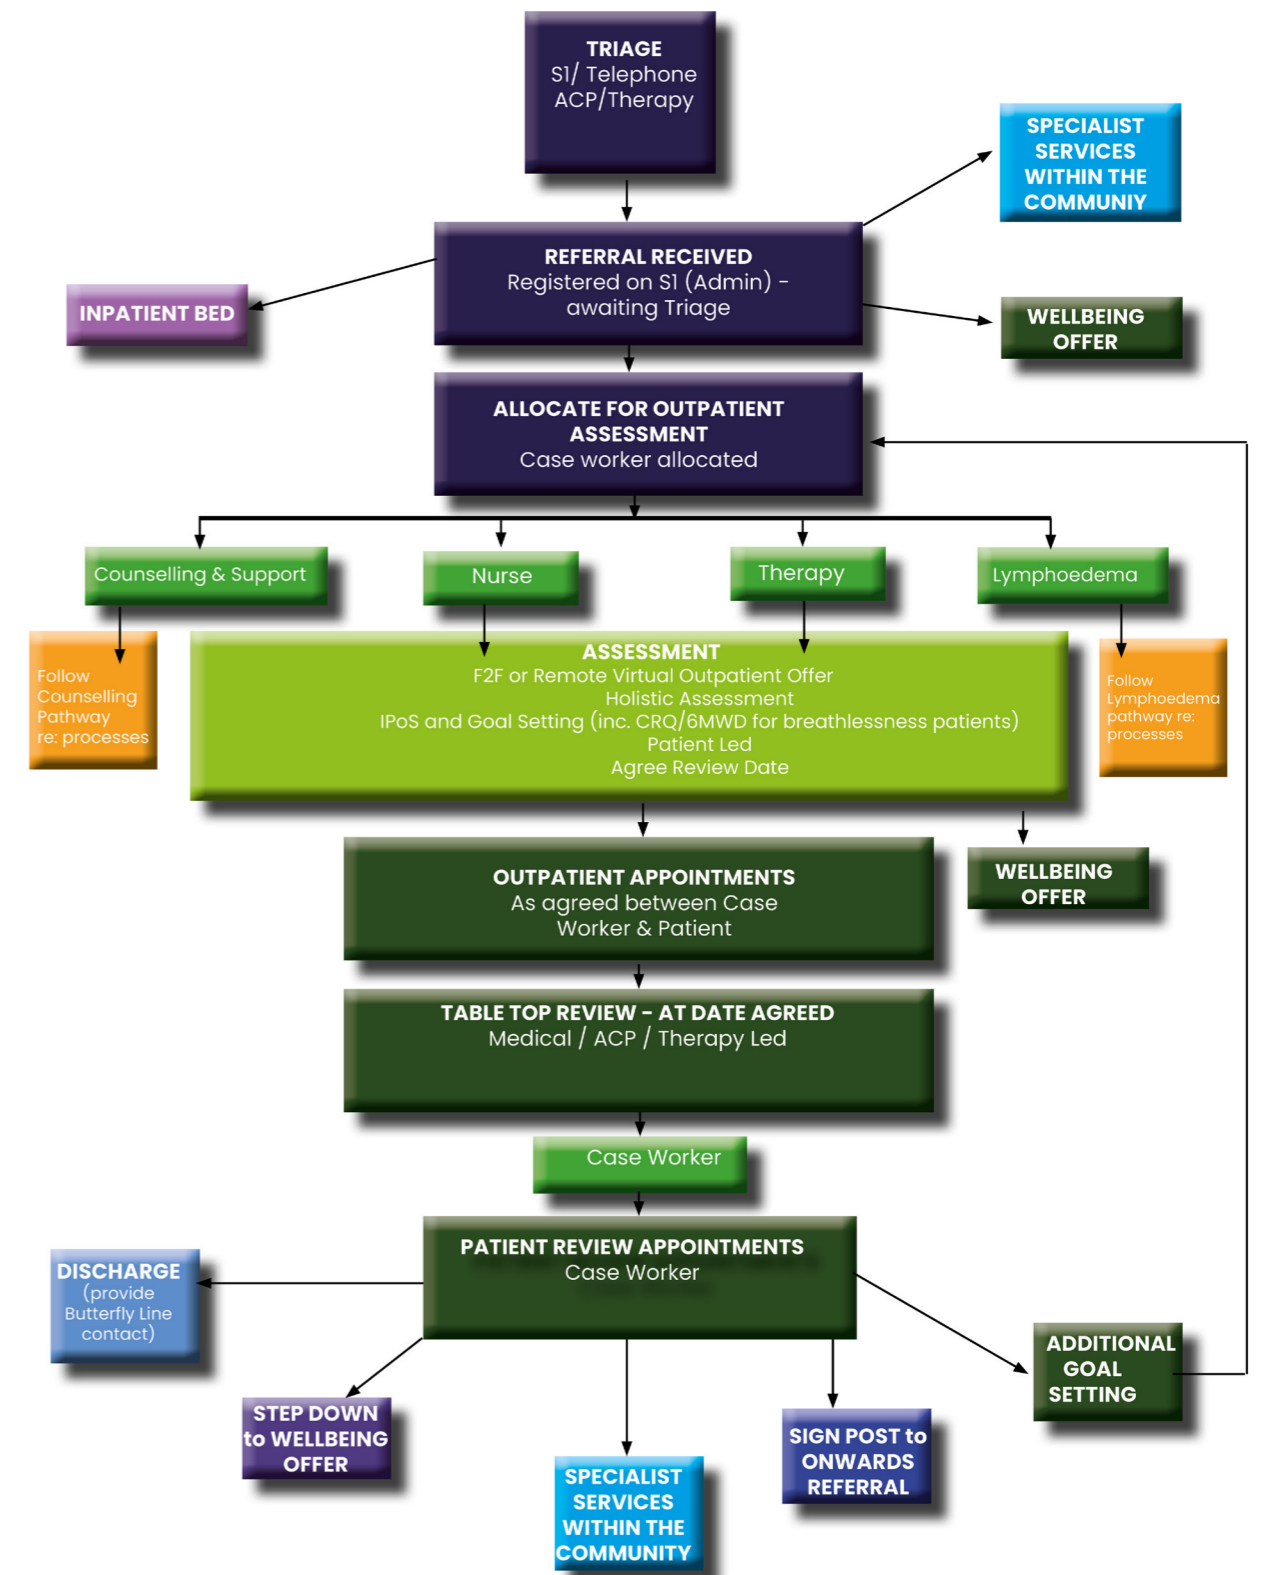 TRIAGE
S1/ Telephone
ACP/Therapy
SPECIALIST
SERVICES
WITHIN THE
COMMUNIY
REFERRAL RECEIVED
Registered on S1 (Admin) -
awaiting Triage
INPATIENT BED
WELLBEING
OFFER
ALLOCATE FOR OUTPATIENT
ASSESSMENT
Case worker allocated
Counselling & Support
Nurse
Therapy
Lymphoedema
Follow
Counselling
Pathway
re: processes
ASSESSMENT
F2F or Remote Virtual Outpatient Offer
Holistic Assessment
IPoS and Goal Setting (inc. CRQ/6MWD for breathlessness patients)
Patient Led
Agree Review Date
Follow
Lymphoedema
pathway re:
processes
OUTPATIENT APPOINTMENTS
As agreed between Case
Worker & Patient
WELLBEING
OFFER
TABLE TOP REVIEW - AT DATE AGREED
Medical / ACP / Therapy Led
Case Worker
PATIENT REVIEW APPOINTMENTS
Case Worker
DISCHARGE
(provide
Butterfly Line
contact)
ADDITIONAL
GOAL
SETTING
STEP DOWN
to WELLBEING
OFFER
SPECIALIST
SERVICES
WITHIN THE
COMMUNITY
SIGN POST to
ONWARDS
REFERRAL